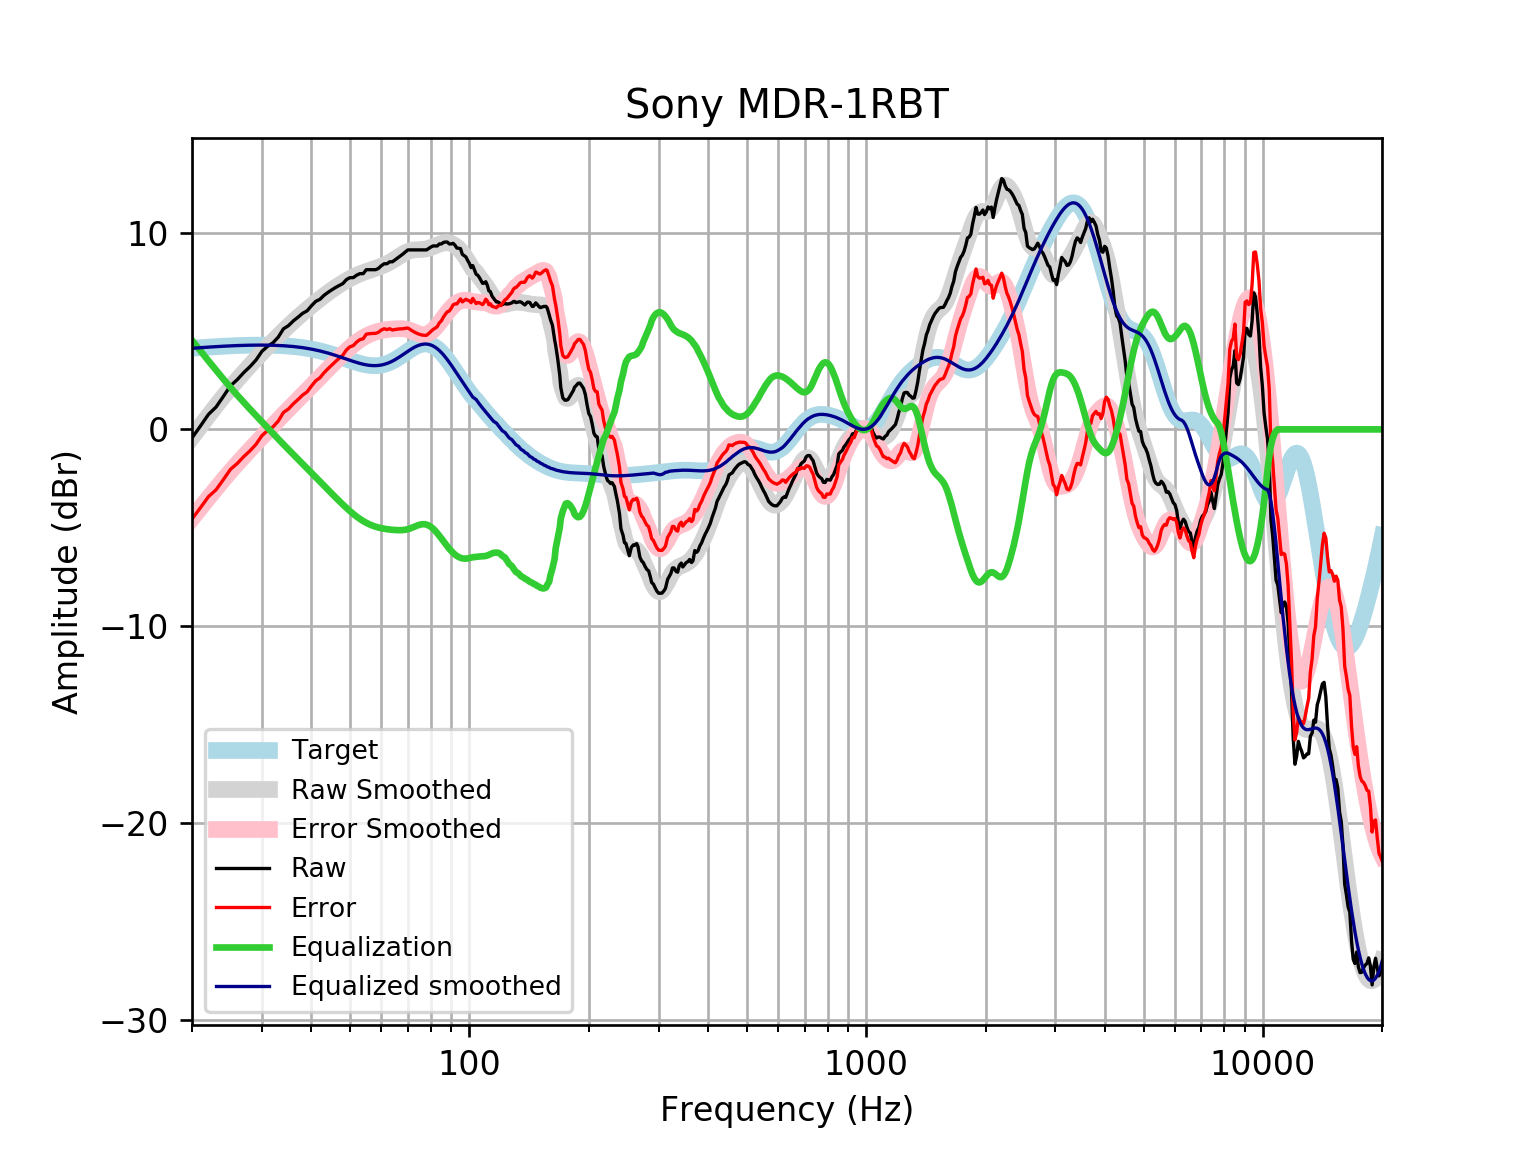 Sony MDR-1RBT
Amplitude (dBr)
10
0
−10
−20
−30
Target
Raw Smoothed
Error Smoothed
Raw
Error
Equalization
Equalized smoothed
100
1000
10000
Frequency (Hz)